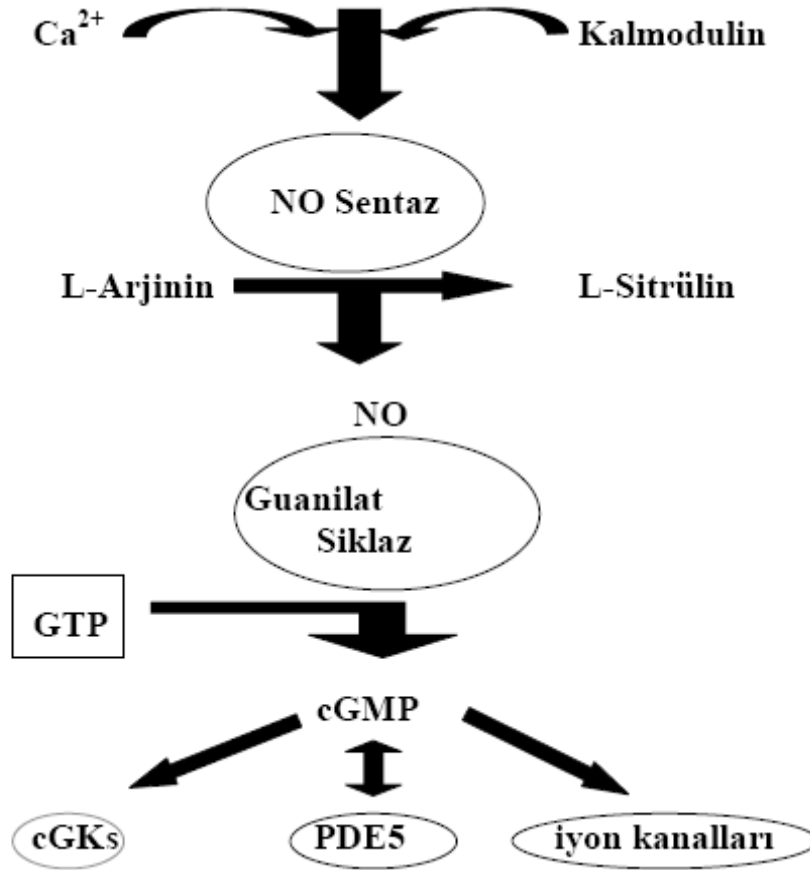 Ca²⁺ Kalmodulin
NO Sentaz
L-Arjinin L-Sitrülin
NO
Guanilat
Siklaz
GTP
cGMP
cGKs PDE5 iyon kanalları